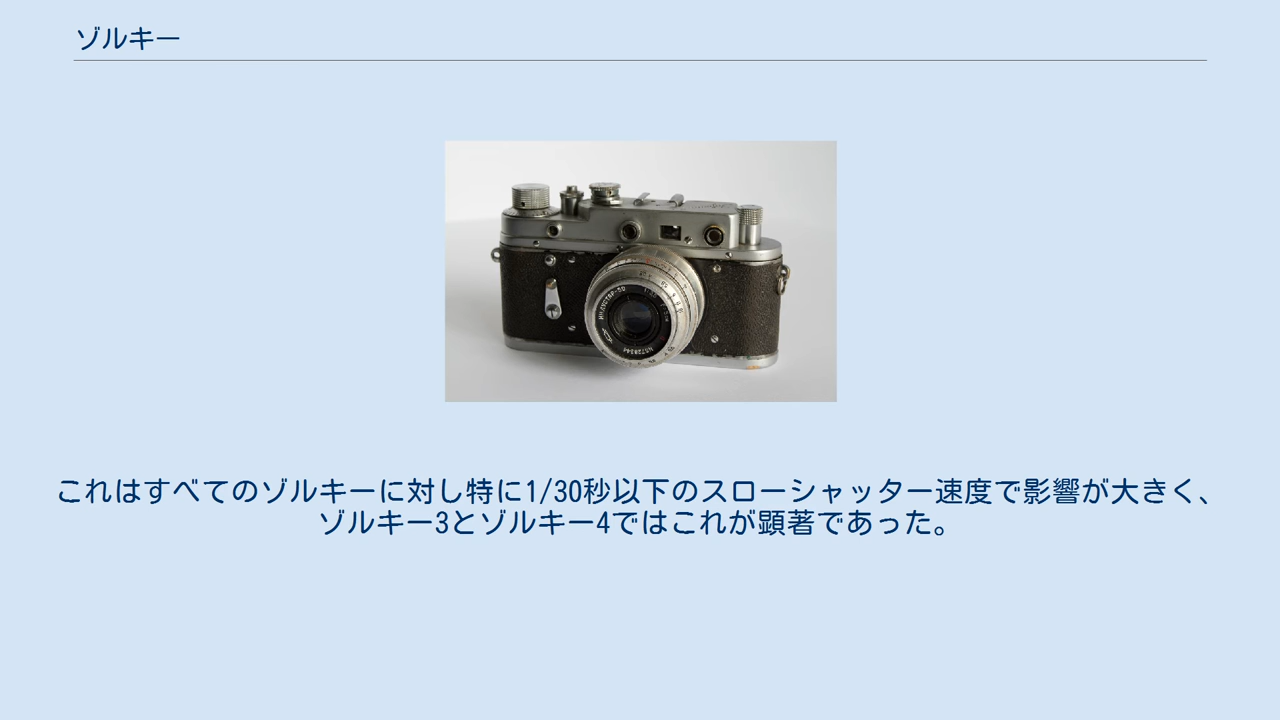 ゾルキー
これはすべてのゾルキーに対し特に1/30秒以下のスローシャッター速度で影響が大きく、
ゾルキー3とゾルキー4ではこれが顕著であった。